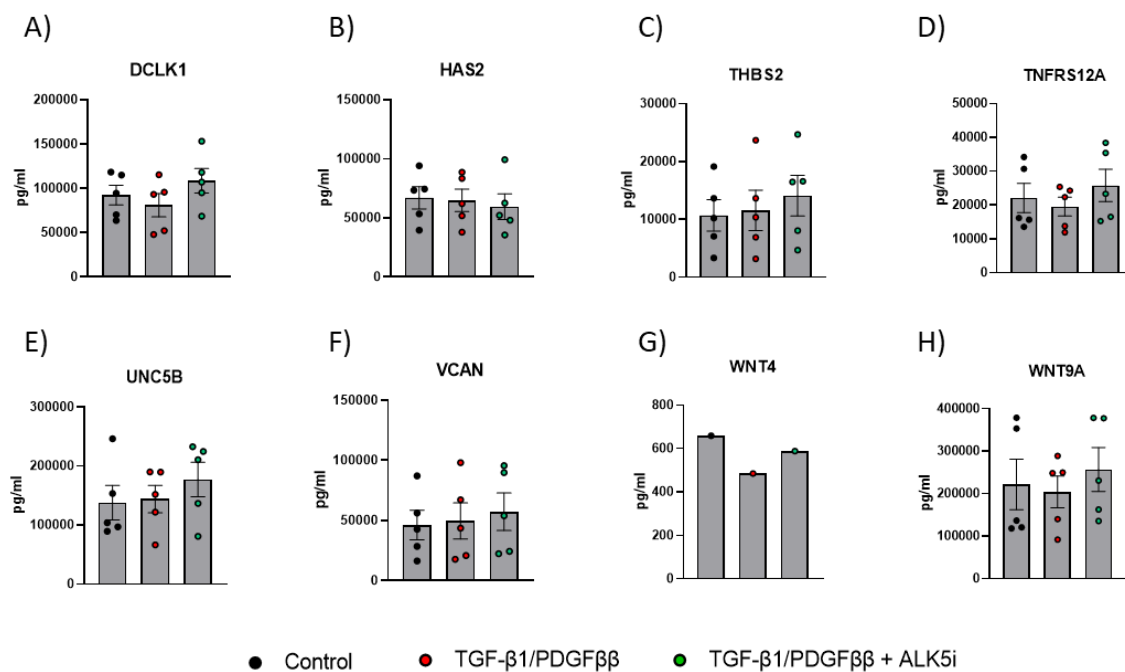 A)
DCLK1
200000
150000
100000
50000
0
pg/ml
B)
HAS2
150000
100000
50000
0
pg/ml
C)
THBS2
30000
20000
10000
0
pg/ml
D)
TNFRS12A
50000
40000
30000
20000
10000
0
pg/ml
E)
UNC5B
300000
200000
100000
0
pg/ml
F)
VCAN
150000
100000
50000
0
pg/ml
G)
WNT4
800
600
400
200
0
pg/ml
H)
WNT9A
400000
300000
200000
100000
0
pg/ml
Control
TGF-β1/PDGFββ
TGF-β1/PDGFββ + ALK5i